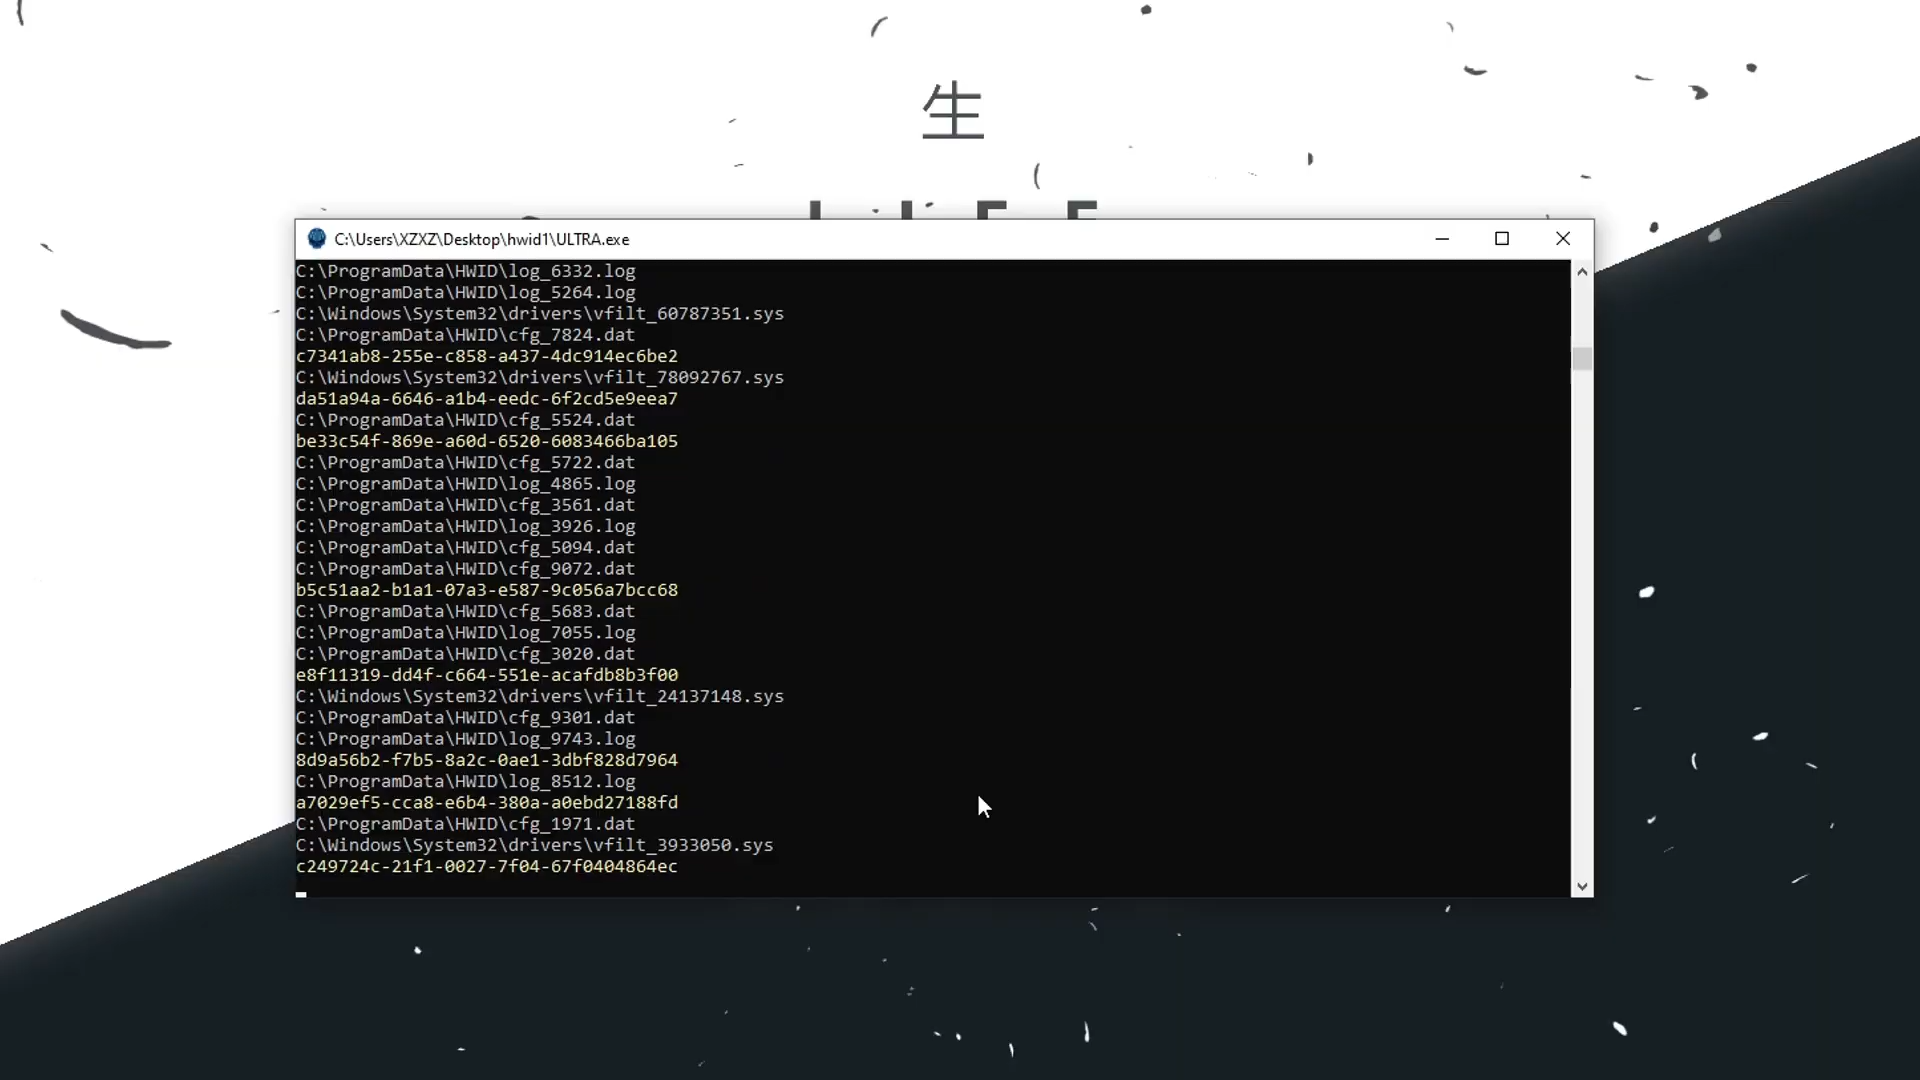 生
C:\Users\XZXZ\Desktop\hwid1\ULTRA.exe
C:\ProgramData\HWID\log_6332.log
C:\ProgramData\HWID\log_5264.log
C:\Windows\System32\drivers\vfilt_60787351.sys
C:\ProgramData\HWID\cfg_7824.dat
c7341ab8-255e-c858-a437-4dc914ec6be2
C:\Windows\System32\drivers\vfilt_78092767.sys
da51a94a-6646-a1b4-eedc-6f2cd5e9eea7
C:\ProgramData\HWID\cfg_5524.dat
be33c54f-869e-a60d-6520-6083466ba105
C:\ProgramData\HWID\cfg_5722.dat
C:\ProgramData\HWID\log_4865.log
C:\ProgramData\HWID\cfg_3561.dat
C:\ProgramData\HWID\log_3926.log
C:\ProgramData\HWID\cfg_5094.dat
C:\ProgramData\HWID\cfg_9072.dat
b5c51aa2-b1a1-07a3-e587-9c056a7bcc68
C:\ProgramData\HWID\cfg_5683.dat
C:\ProgramData\HWID\log_7055.log
C:\ProgramData\HWID\cfg_3020.dat
e8f11319-dd4f-c664-551e-acafdb8b3f00
C:\Windows\System32\drivers\vfilt_24137148.sys
C:\ProgramData\HWID\cfg_9301.dat
C:\ProgramData\HWID\log_9743.log
8d9a56b2-f7b5-8a2c-0ae1-3dbf828d7964
C:\ProgramData\HWID\log_8512.log
a7029ef5-cca8-e6b4-380a-a0ebd27188fd
C:\ProgramData\HWID\cfg_1971.dat
C:\Windows\System32\drivers\vfilt_3933050.sys
c249724c-21f1-0027-7f04-67f0404864ec